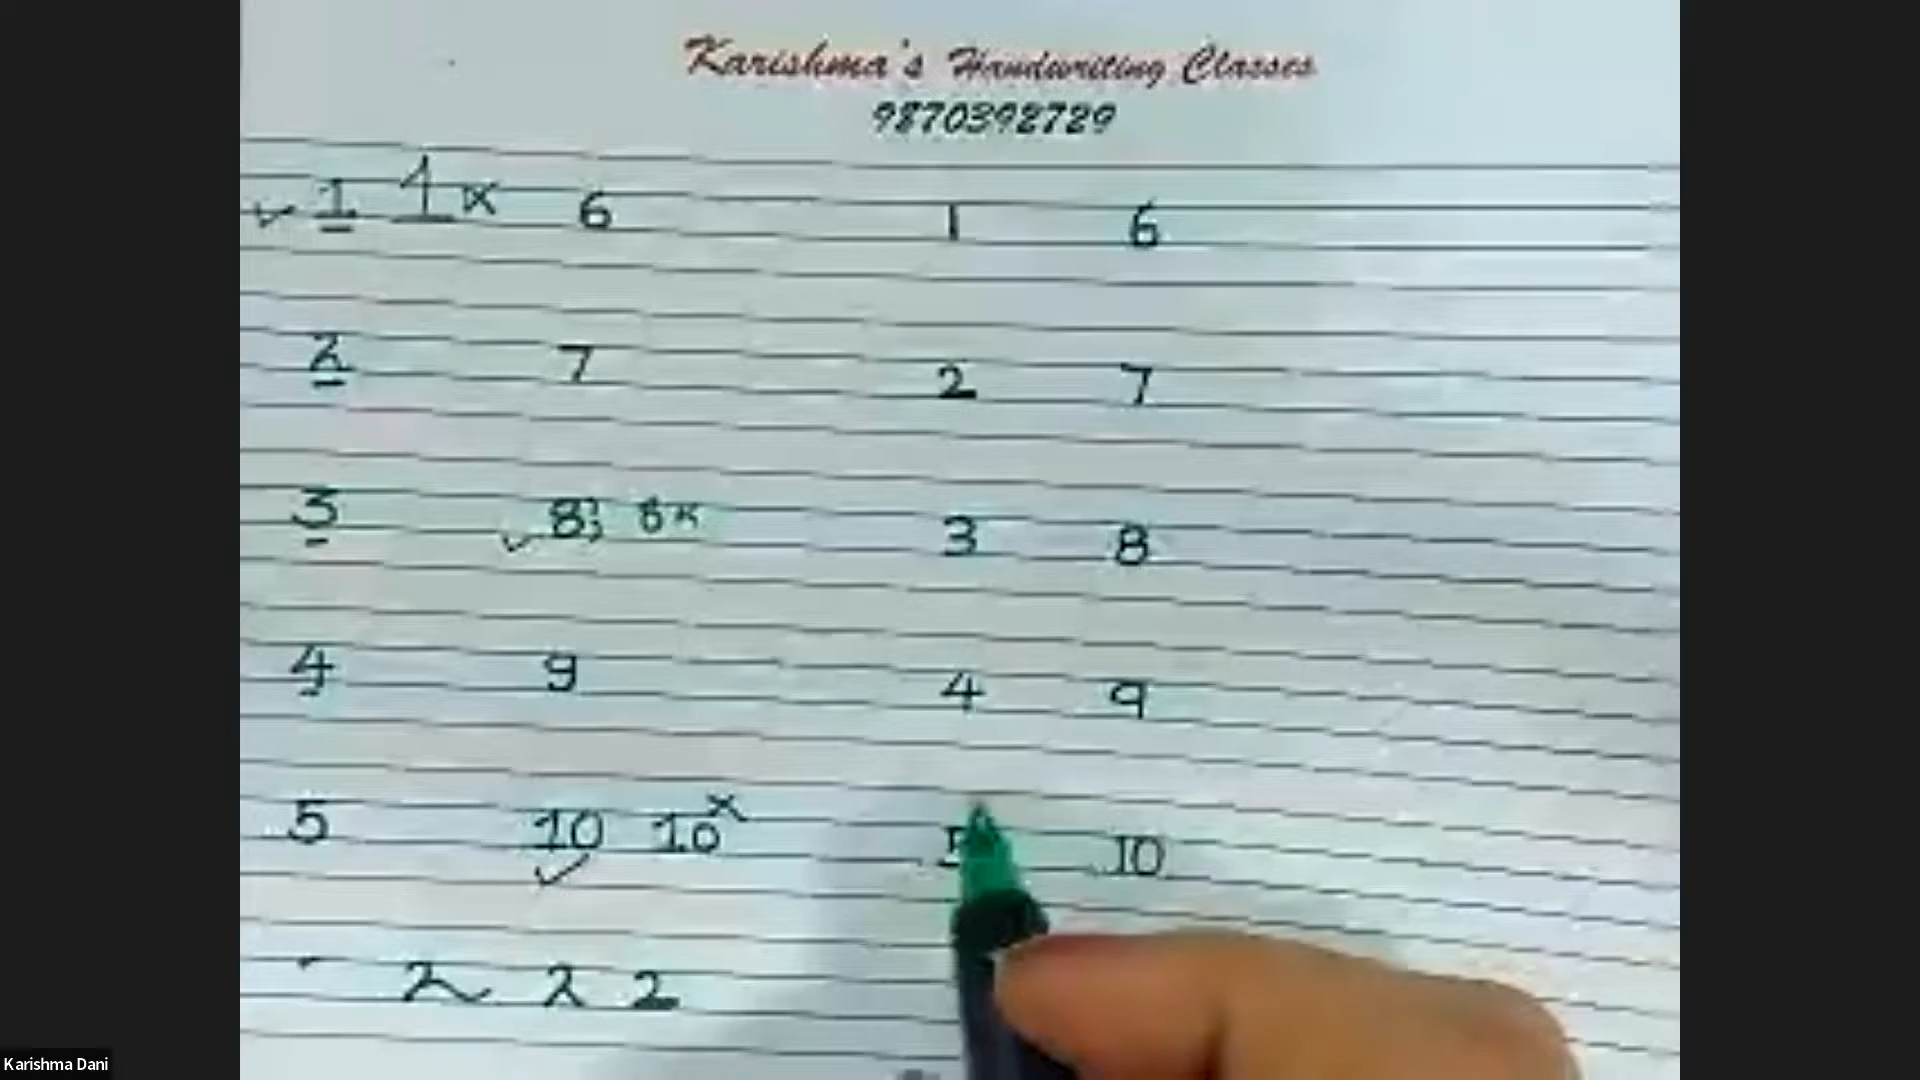 Karishma's Handwriting Classes
9870392729
✓ 1 1 x 6 1 6
2 7 2 7
3 ✓ 8; 8 x 3 8
4 9 4 9
5 10 10 x 5 10
✓
2 2 2
Karishma Dani